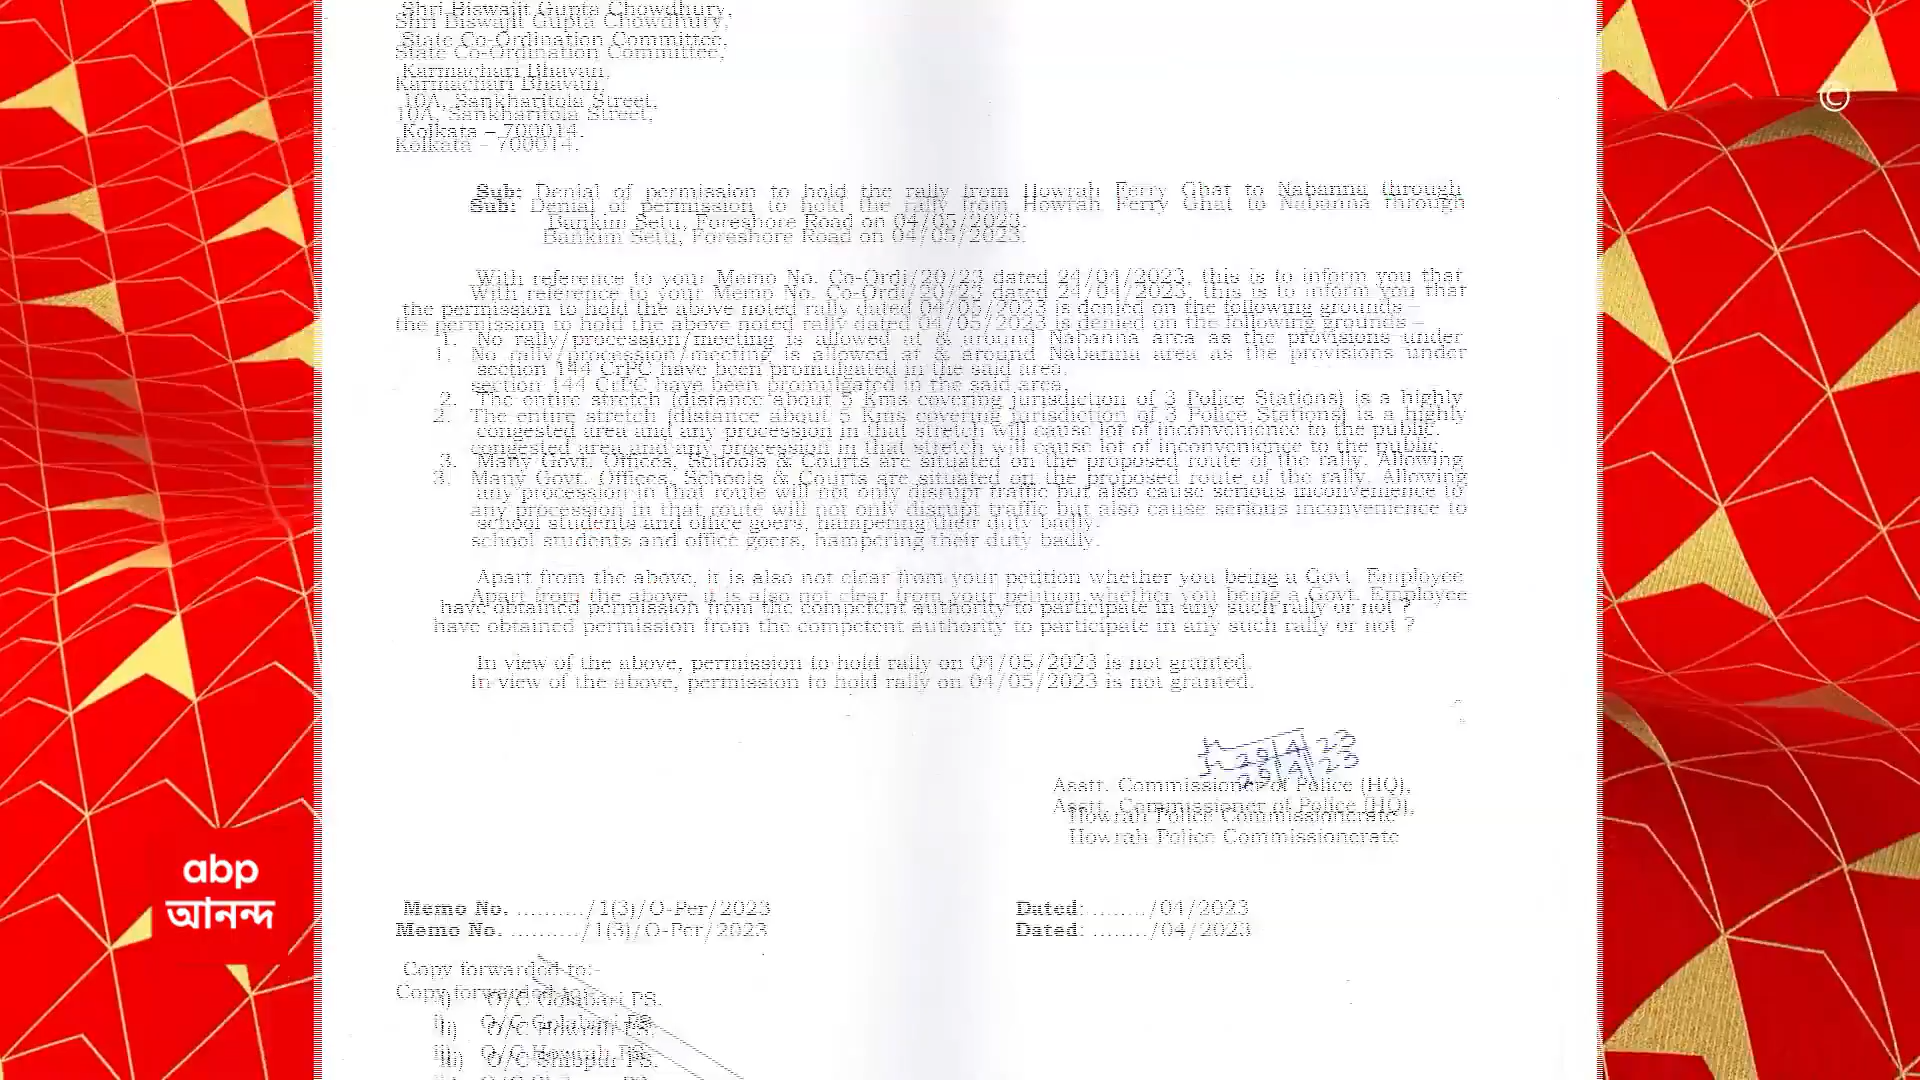 Shri Biswajit Gupta Chowdhury,
State Co-Ordination Committee,
Karmachari Bhavan,
10A, Sankharitola Street,
Kolkata – 700014.
Sub: Denial of permission to hold the rally from Howrah Ferry Ghat to Nabanna through
Bankim Setu, Foreshore Road on 04/05/2023.
With reference to your Memo No. Co-Ordi/20/23 dated 24/04/2023, this is to inform you that
the permission to hold the above noted rally dated 04/05/2023 is denied on the following grounds –
1. No rally/procession/meeting is allowed at & around Nabanna area as the provisions under
section 144 CrPC have been promulgated in the said area.
2. The entire stretch (distance about 5 Kms covering jurisdiction of 3 Police Stations) is a highly
congested area and any procession in that stretch will cause lot of inconvenience to the public.
3. Many Govt. Offices, Schools & Courts are situated on the proposed route of the rally. Allowing
any procession in that route will not only disrupt traffic but also cause serious inconvenience to
school students and office goers, hampering their duty badly.
Apart from the above, it is also not clear from your petition whether you being a Govt. Employee
have obtained permission from the competent authority to participate in any such rally or not ?
In view of the above, permission to hold rally on 04/05/2023 is not granted.
29/4/23
Asstt. Commissioner of Police (HQ),
Howrah Police Commissionerate
Memo No. ........../1(3)/O-Per/2023 Dated: ......../04/2023
Copy forwarded to:-
i) O/C Golabari PS.
ii) O/C Howrah PS.
iii) O/C Shibpur PS.
abp
আনন্দ
©